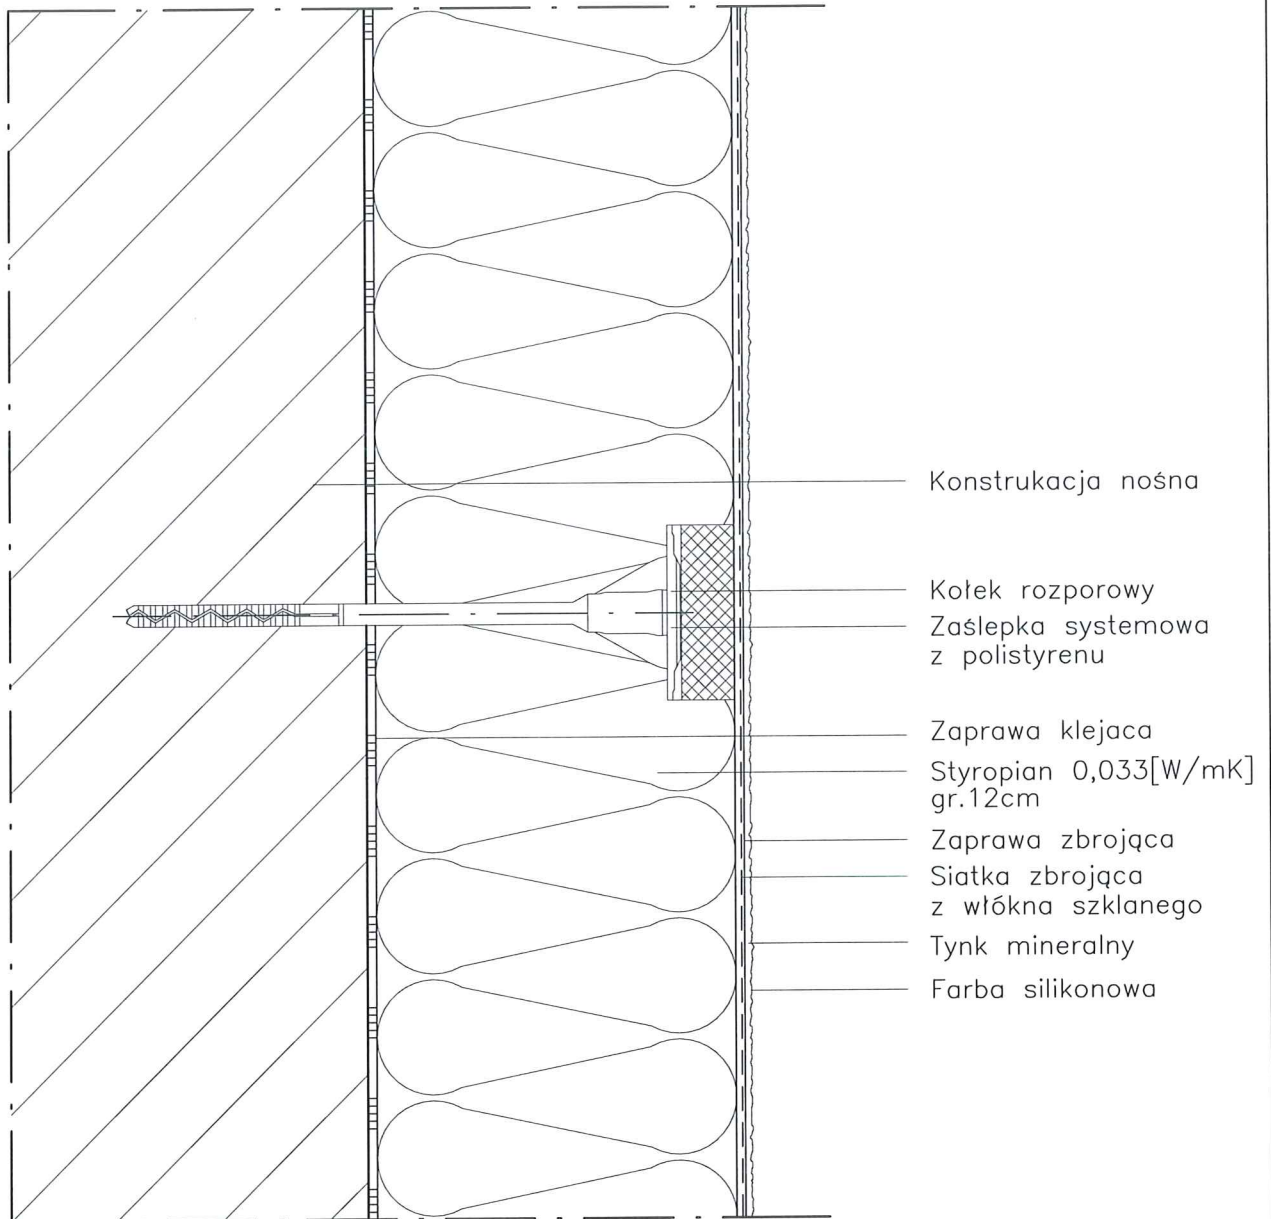 Konstrukacja nośna
Kołek rozporowy
Zaślepka systemowa
z polistyrenu
Zaprawa klejaca
Styropian 0,033[W/mK]
gr.12cm
Zaprawa zbrojąca
Siatka zbrojąca
z włókna szklanego
Tynk mineralny
Farba silikonowa